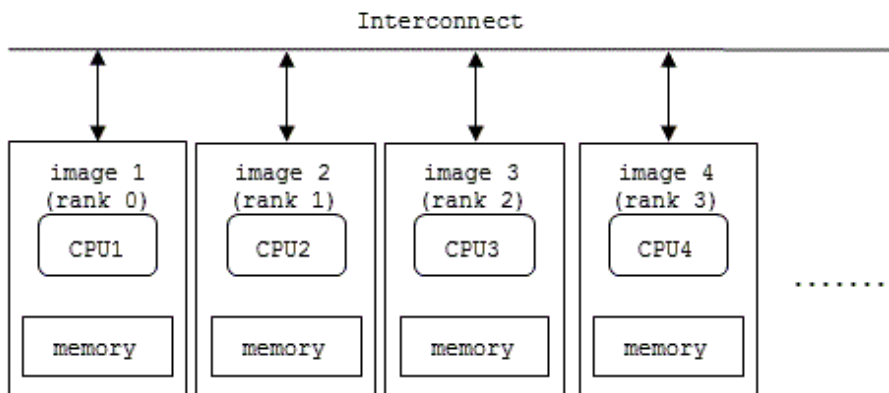 Interconnect
image 1
(rank 0)
CPU1
memory
image 2
(rank 1)
CPU2
memory
image 3
(rank 2)
CPU3
memory
image 4
(rank 3)
CPU4
memory
.......